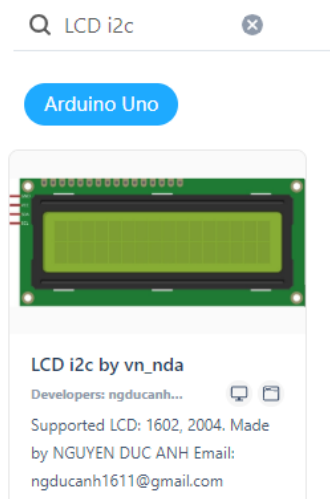 LCD i2c
Arduino Uno
LCD i2c by vn_nda
Developers: ngducanh...
Supported LCD: 1602, 2004. Made
by NGUYEN DUC ANH Email:
ngducanh1611@gmail.com